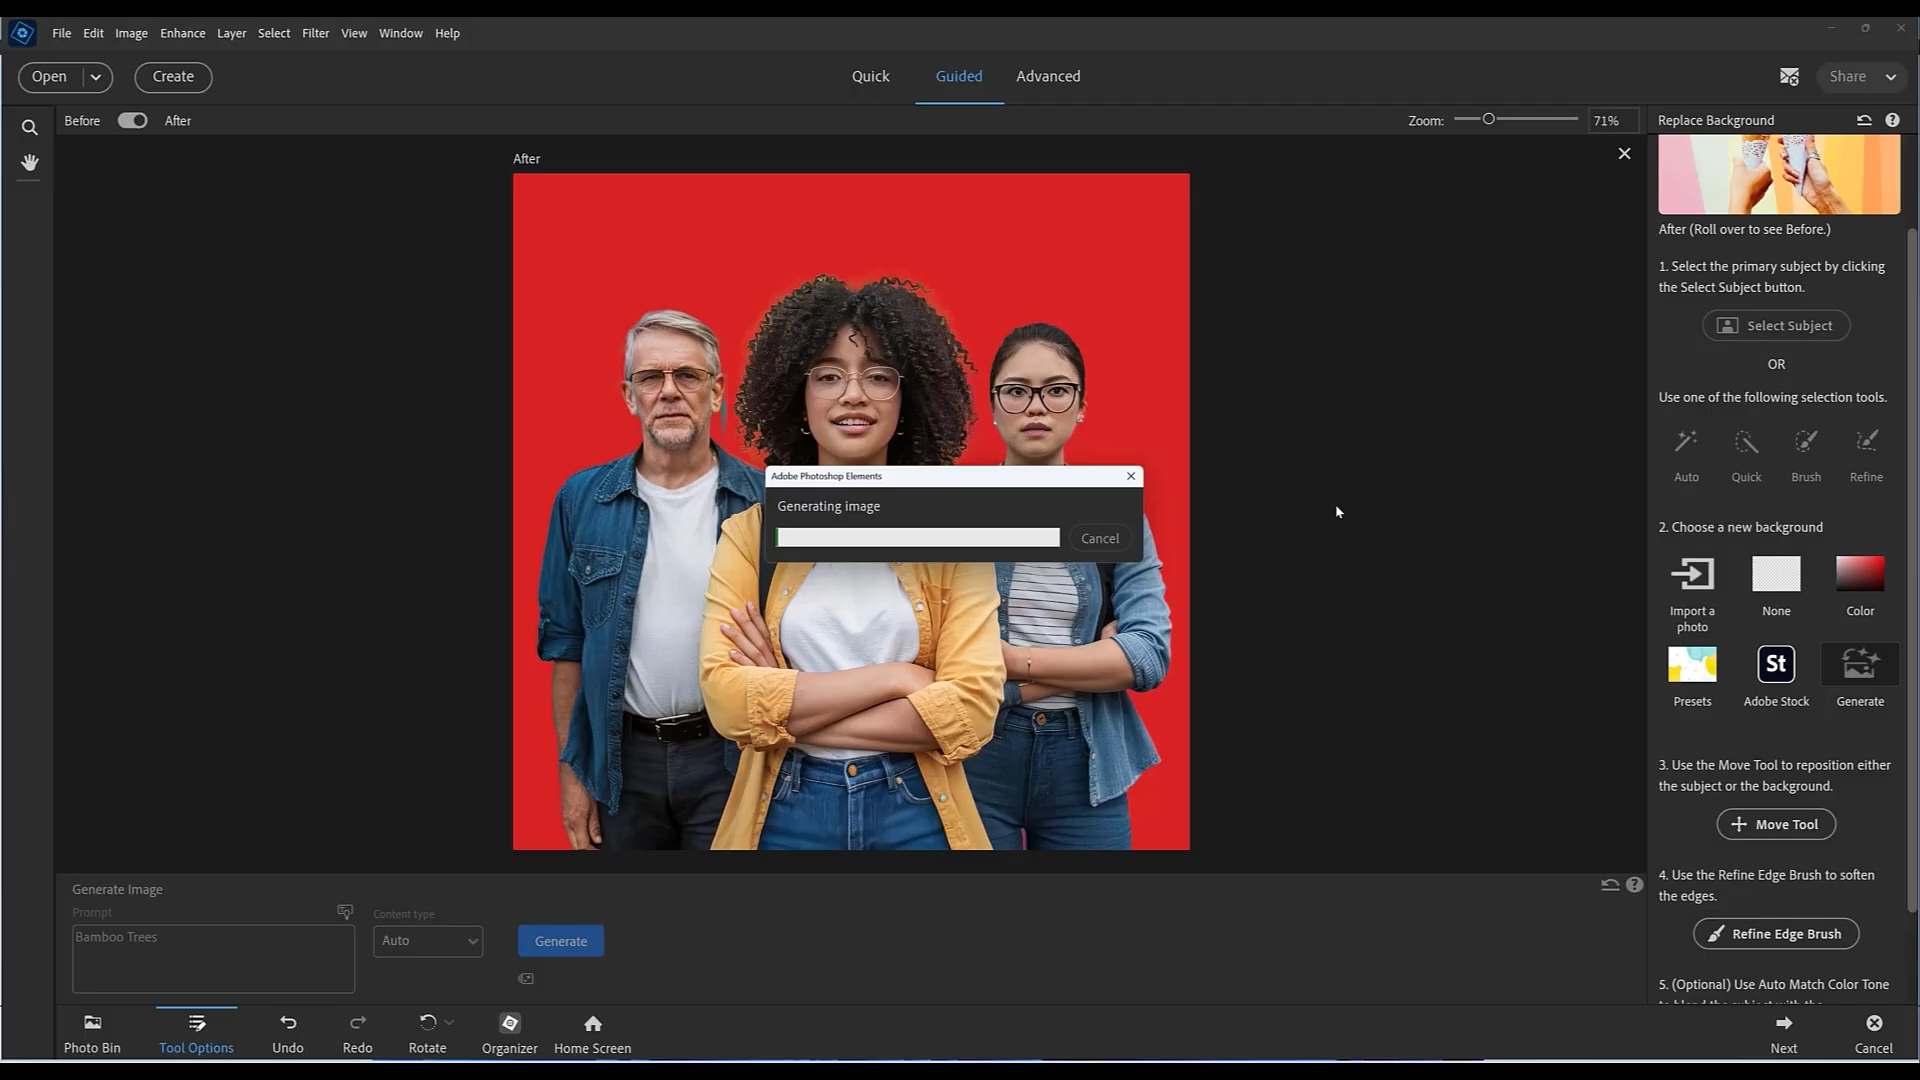 File Edit Image Enhance Layer Select Filter View Window Help
Open Create Quick Guided Advanced Share
Before After Zoom: 71% Replace Background
After
After (Roll over to see Before.)
1. Select the primary subject by clicking
the Select Subject button.
Select Subject
OR
Use one of the following selection tools.
Auto Quick Brush Refine
Adobe Photoshop Elements
Generating image
Cancel
2. Choose a new background
Import a
photo
None
Color
St
Presets Adobe Stock Generate
3. Use the Move Tool to reposition either
the subject or the background.
Move Tool
4. Use the Refine Edge Brush to soften
the edges.
Refine Edge Brush
5. (Optional) Use Auto Match Color Tone
Generate Image
Prompt
Bamboo Trees
Content type
Auto
Generate
Photo Bin Tool Options Undo Redo Rotate Organizer Home Screen Next Cancel